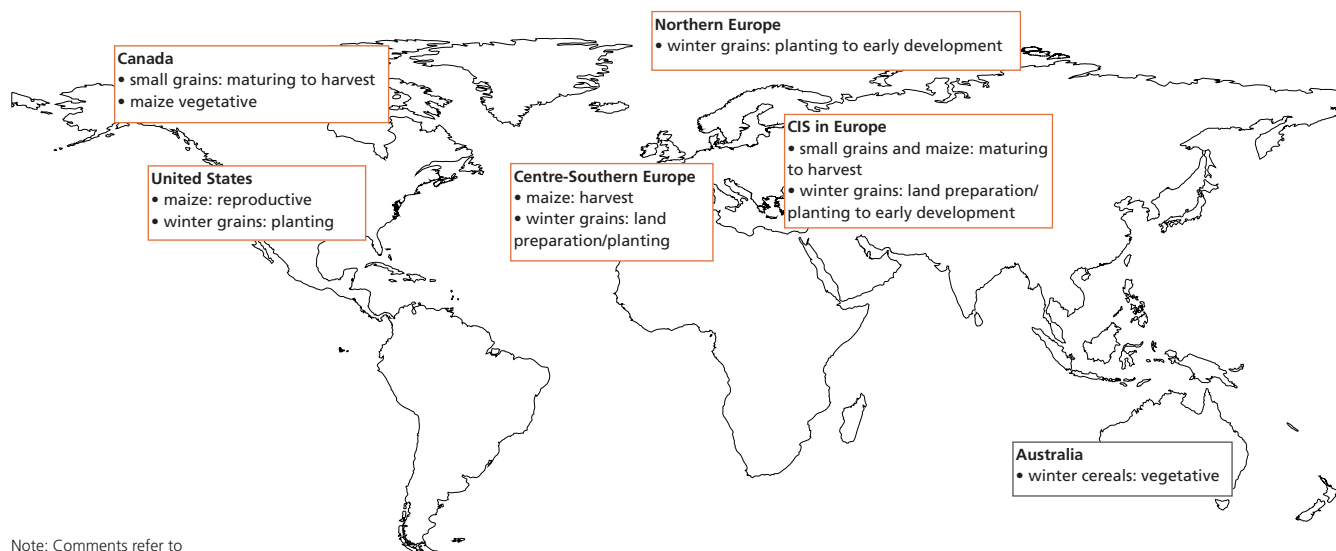 Northern Europe
• winter grains: planting to early development
Canada
• small grains: maturing to harvest
• maize vegetative
CIS in Europe
• small grains and maize: maturing
to harvest
• winter grains: land preparation/
planting to early development
United States
• maize: reproductive
• winter grains: planting
Centre-Southern Europe
• maize: harvest
• winter grains: land
preparation/planting
Australia
• winter cereals: vegetative
Note: Comments refer to